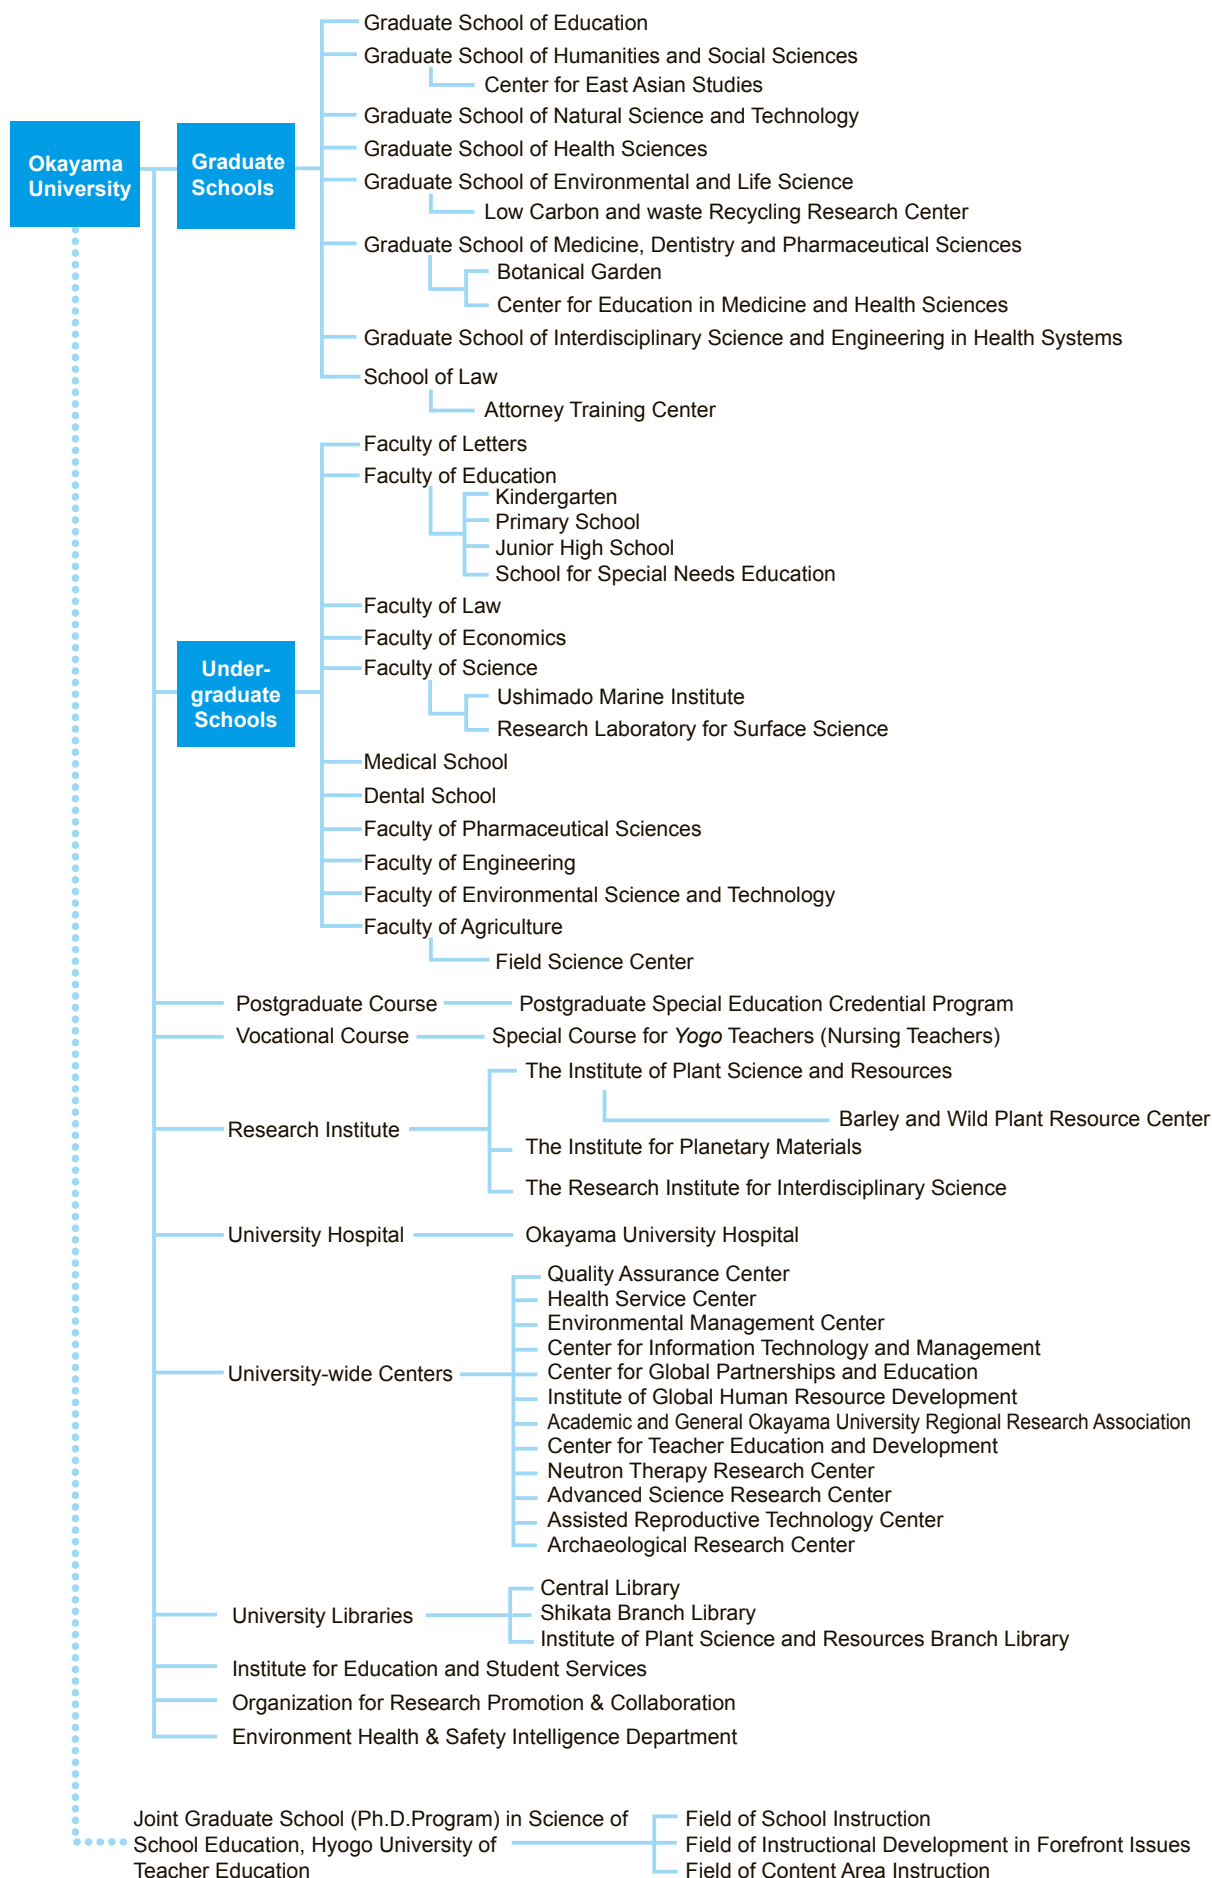 Okayama
University
Graduate
Schools
Graduate School of Education
Graduate School of Humanities and Social Sciences
Center for East Asian Studies
Graduate School of Natural Science and Technology
Graduate School of Health Sciences
Graduate School of Environmental and Life Science
Low Carbon and waste Recycling Research Center
Graduate School of Medicine, Dentistry and Pharmaceutical Sciences
Botanical Garden
Center for Education in Medicine and Health Sciences
Graduate School of Interdisciplinary Science and Engineering in Health Systems
School of Law
Attorney Training Center
Under-
graduate
Schools
Faculty of Letters
Faculty of Education
Kindergarten
Primary School
Junior High School
School for Special Needs Education
Faculty of Law
Faculty of Economics
Faculty of Science
Ushimado Marine Institute
Research Laboratory for Surface Science
Medical School
Dental School
Faculty of Pharmaceutical Sciences
Faculty of Engineering
Faculty of Environmental Science and Technology
Faculty of Agriculture
Field Science Center
Postgraduate Course
Postgraduate Special Education Credential Program
Vocational Course
Special Course for Yogo Teachers (Nursing Teachers)
Research Institute
The Institute of Plant Science and Resources
Barley and Wild Plant Resource Center
The Institute for Planetary Materials
The Research Institute for Interdisciplinary Science
University Hospital
Okayama University Hospital
University-wide Centers
Quality Assurance Center
Health Service Center
Environmental Management Center
Center for Information Technology and Management
Center for Global Partnerships and Education
Institute of Global Human Resource Development
Academic and General Okayama University Regional Research Association
Center for Teacher Education and Development
Neutron Therapy Research Center
Advanced Science Research Center
Assisted Reproductive Technology Center
Archaeological Research Center
University Libraries
Central Library
Shikata Branch Library
Institute of Plant Science and Resources Branch Library
Institute for Education and Student Services
Organization for Research Promotion & Collaboration
Environment Health & Safety Intelligence Department
Joint Graduate School (Ph.D.Program) in Science of
School Education, Hyogo University of
Teacher Education
Field of School Instruction
Field of Instructional Development in Forefront Issues
Field of Content Area Instruction